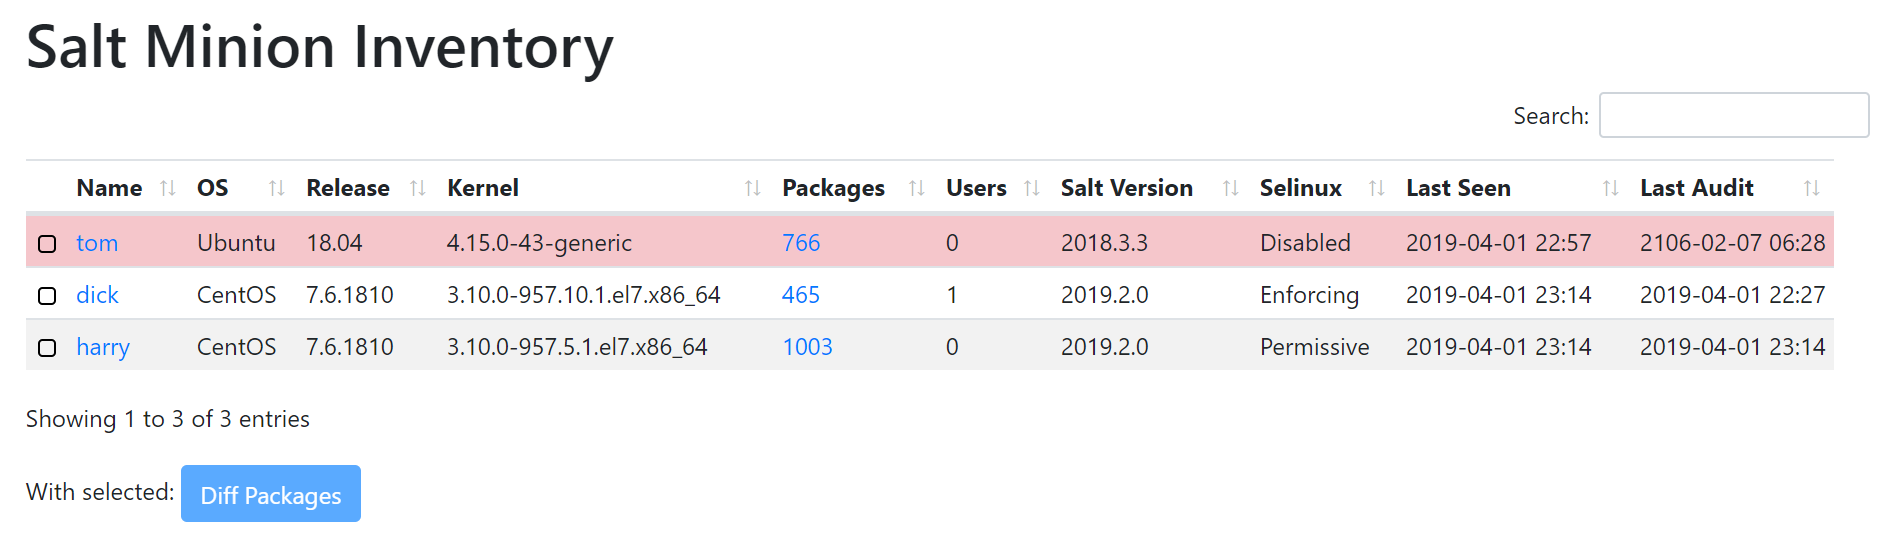 Salt Minion Inventory
Search:
Name OS Release Kernel Packages Users Salt Version Selinux Last Seen Last Audit
tom Ubuntu 18.04 4.15.0-43-generic 766 0 2018.3.3 Disabled 2019-04-01 22:57 2106-02-07 06:28
dick CentOS 7.6.1810 3.10.0-957.10.1.el7.x86_64 465 1 2019.2.0 Enforcing 2019-04-01 23:14 2019-04-01 22:27
harry CentOS 7.6.1810 3.10.0-957.5.1.el7.x86_64 1003 0 2019.2.0 Permissive 2019-04-01 23:14 2019-04-01 23:14
Showing 1 to 3 of 3 entries
With selected: Diff Packages